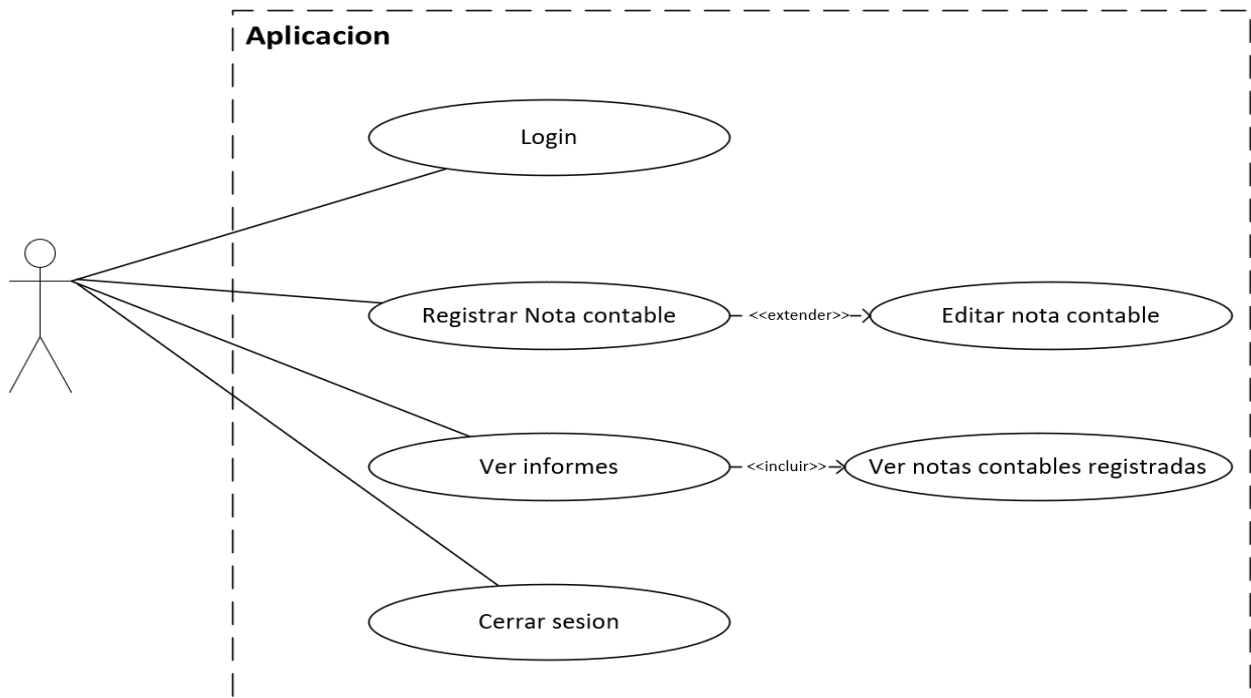 Aplicacion
Login
Registrar Nota contable
<<extender>>
Editar nota contable
Ver informes
<<incluir>>
Ver notas contables registradas
Cerrar sesion